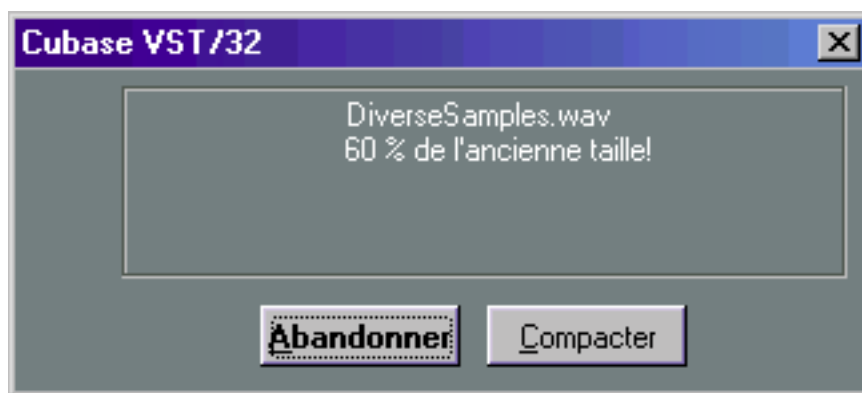 Cubase VST/32
DiverseSamples.wav
60 % de l'ancienne taille!
Abandonner Compacter